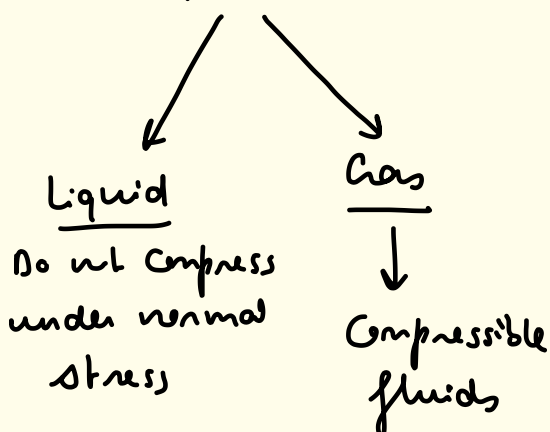 Liquid
Gas
Do not Compress
under normal
stress
Compressible
fluids